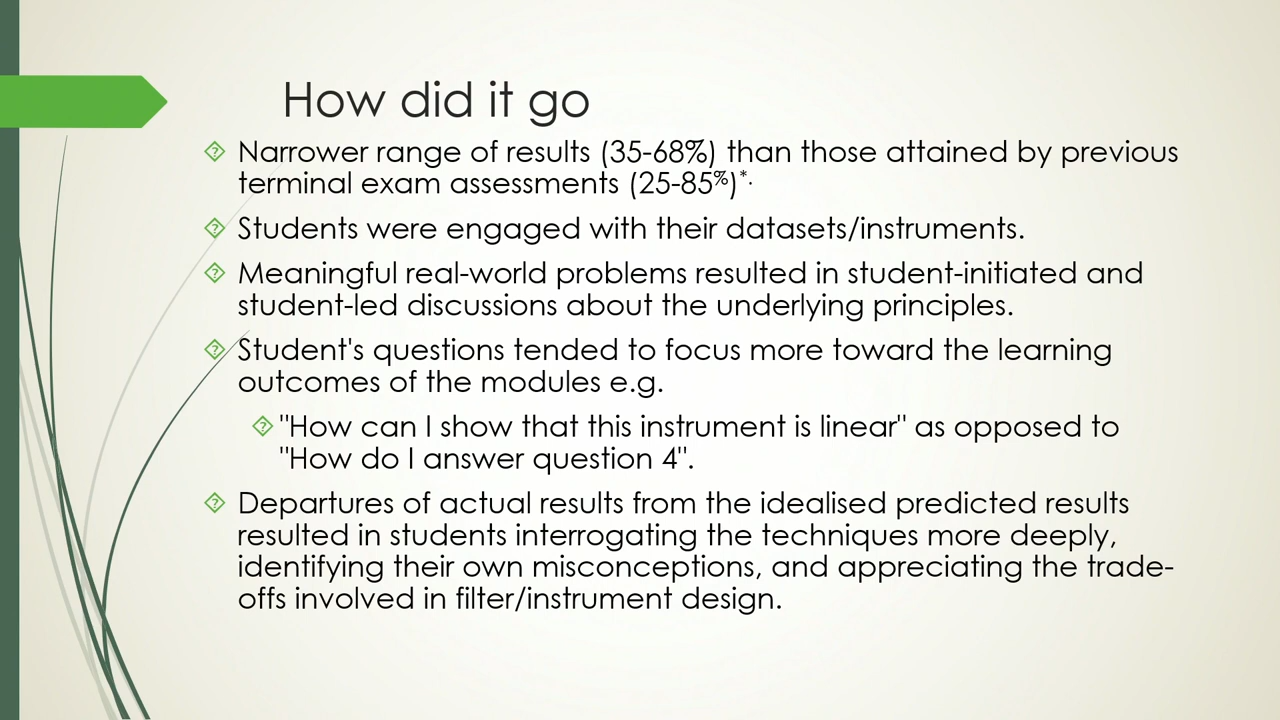 How did it go
Narrower range of results (35-68%) than those attained by previous
terminal exam assessments (25-85%)*.
Students were engaged with their datasets/instruments.
Meaningful real-world problems resulted in student-initiated and
student-led discussions about the underlying principles.
Student's questions tended to focus more toward the learning
outcomes of the modules e.g.
"How can I show that this instrument is linear" as opposed to
"How do I answer question 4".
Departures of actual results from the idealised predicted results
resulted in students interrogating the techniques more deeply,
identifying their own misconceptions, and appreciating the trade-
offs involved in filter/instrument design.